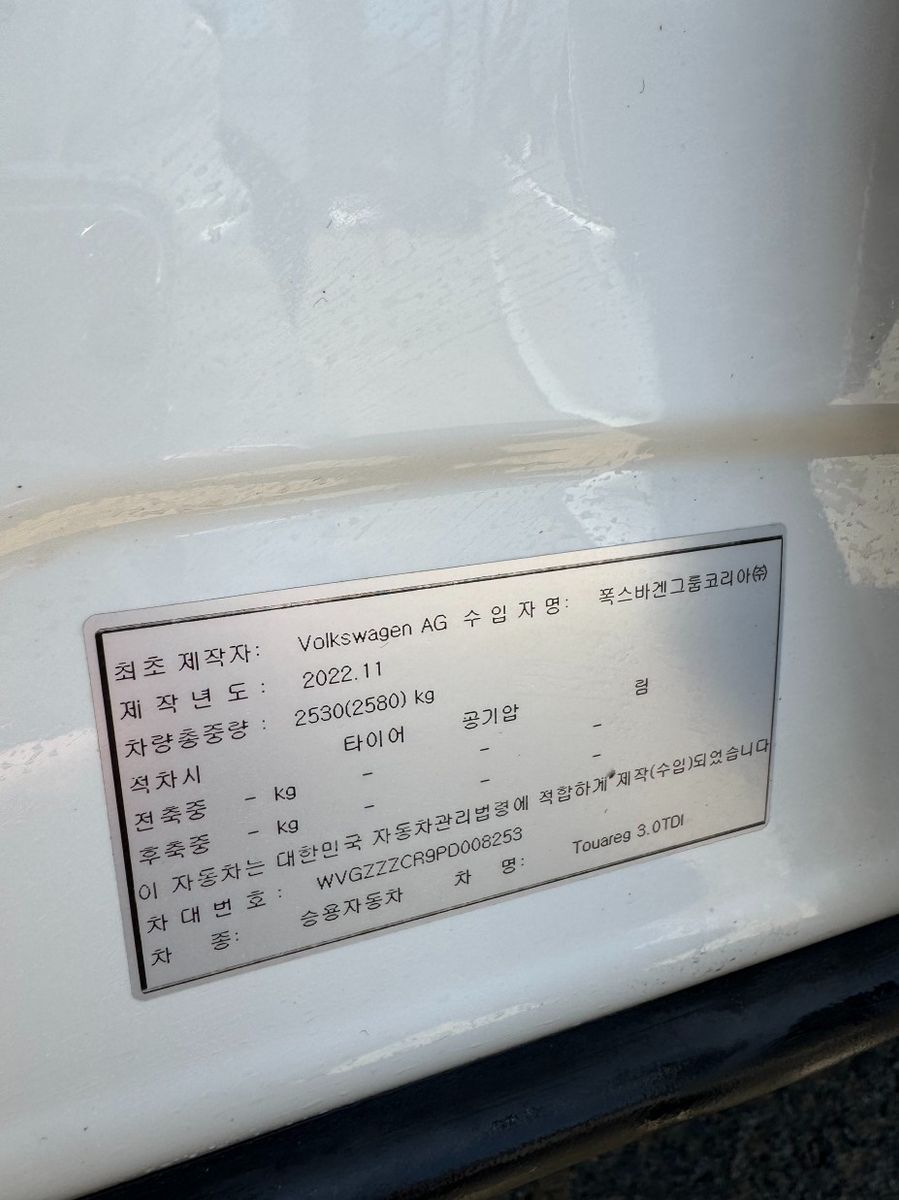 최초 제작자: Volkswagen AG 수 입 자 명: 폭스바겐그룹코리아㈜
제 작 년 도 : 2022.11
차량총중량 : 2530(2580) kg
적차시 타이어 공기압 림
전축중 - kg - - -
후축중 - kg - - -
이 자동차는 대한민국 자동차관리법령에 적합하게 제작(수입)되었습니다
차 대 번 호 : WVGZZZCR9PD008253
차 종: 승용자동차 차 명: Touareg 3.0TDI